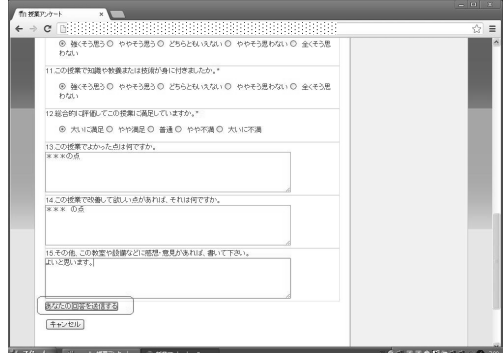 授業アンケート
◉ 強くそう思う ○ ややそう思う ○ どちらともいえない ○ ややそう思わない ○ 全くそう思
わない
11.この授業で知識や教養または技術が身に付きましたか。*
◉ 強くそう思う ○ ややそう思う ○ どちらともいえない ○ ややそう思わない ○ 全くそう思
わない
12.総合的に評価してこの授業に満足していますか。*
◉ 大いに満足 ○ やや満足 ○ 普通 ○ やや不満 ○ 大いに不満
13.この授業でよかった点は何ですか。
***の点
14.この授業で改善して欲しい点があれば、それは何ですか。
*** の点
15.その他、この教室や設備などに感想・意見があれば、書いて下さい。
よいと思います。
あなたの回答を送信する
キャンセル